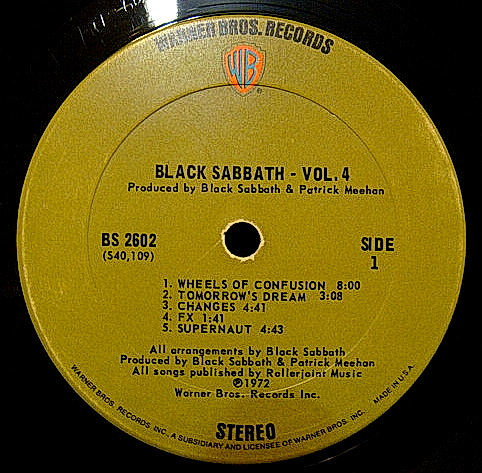 WARNER BROS. RECORDS
WB
®
BLACK SABBATH - VOL. 4
Produced by Black Sabbath & Patrick Meehan
BS 2602
(S40,109)
SIDE
1
1. WHEELS OF CONFUSION 8:00
2. TOMORROW'S DREAM 3:08
3. CHANGES 4:41
4. FX 1:41
5. SUPERNAUT 4:43
All arrangements by Black Sabbath
Produced by Black Sabbath & Patrick Meehan
All songs published by Rollerjoint Music
℗1972
Warner Bros. Records Inc.
STEREO
WARNER BROS. RECORDS INC., A SUBSIDIARY AND LICENSEE OF WARNER BROS. INC. MADE IN U.S.A.